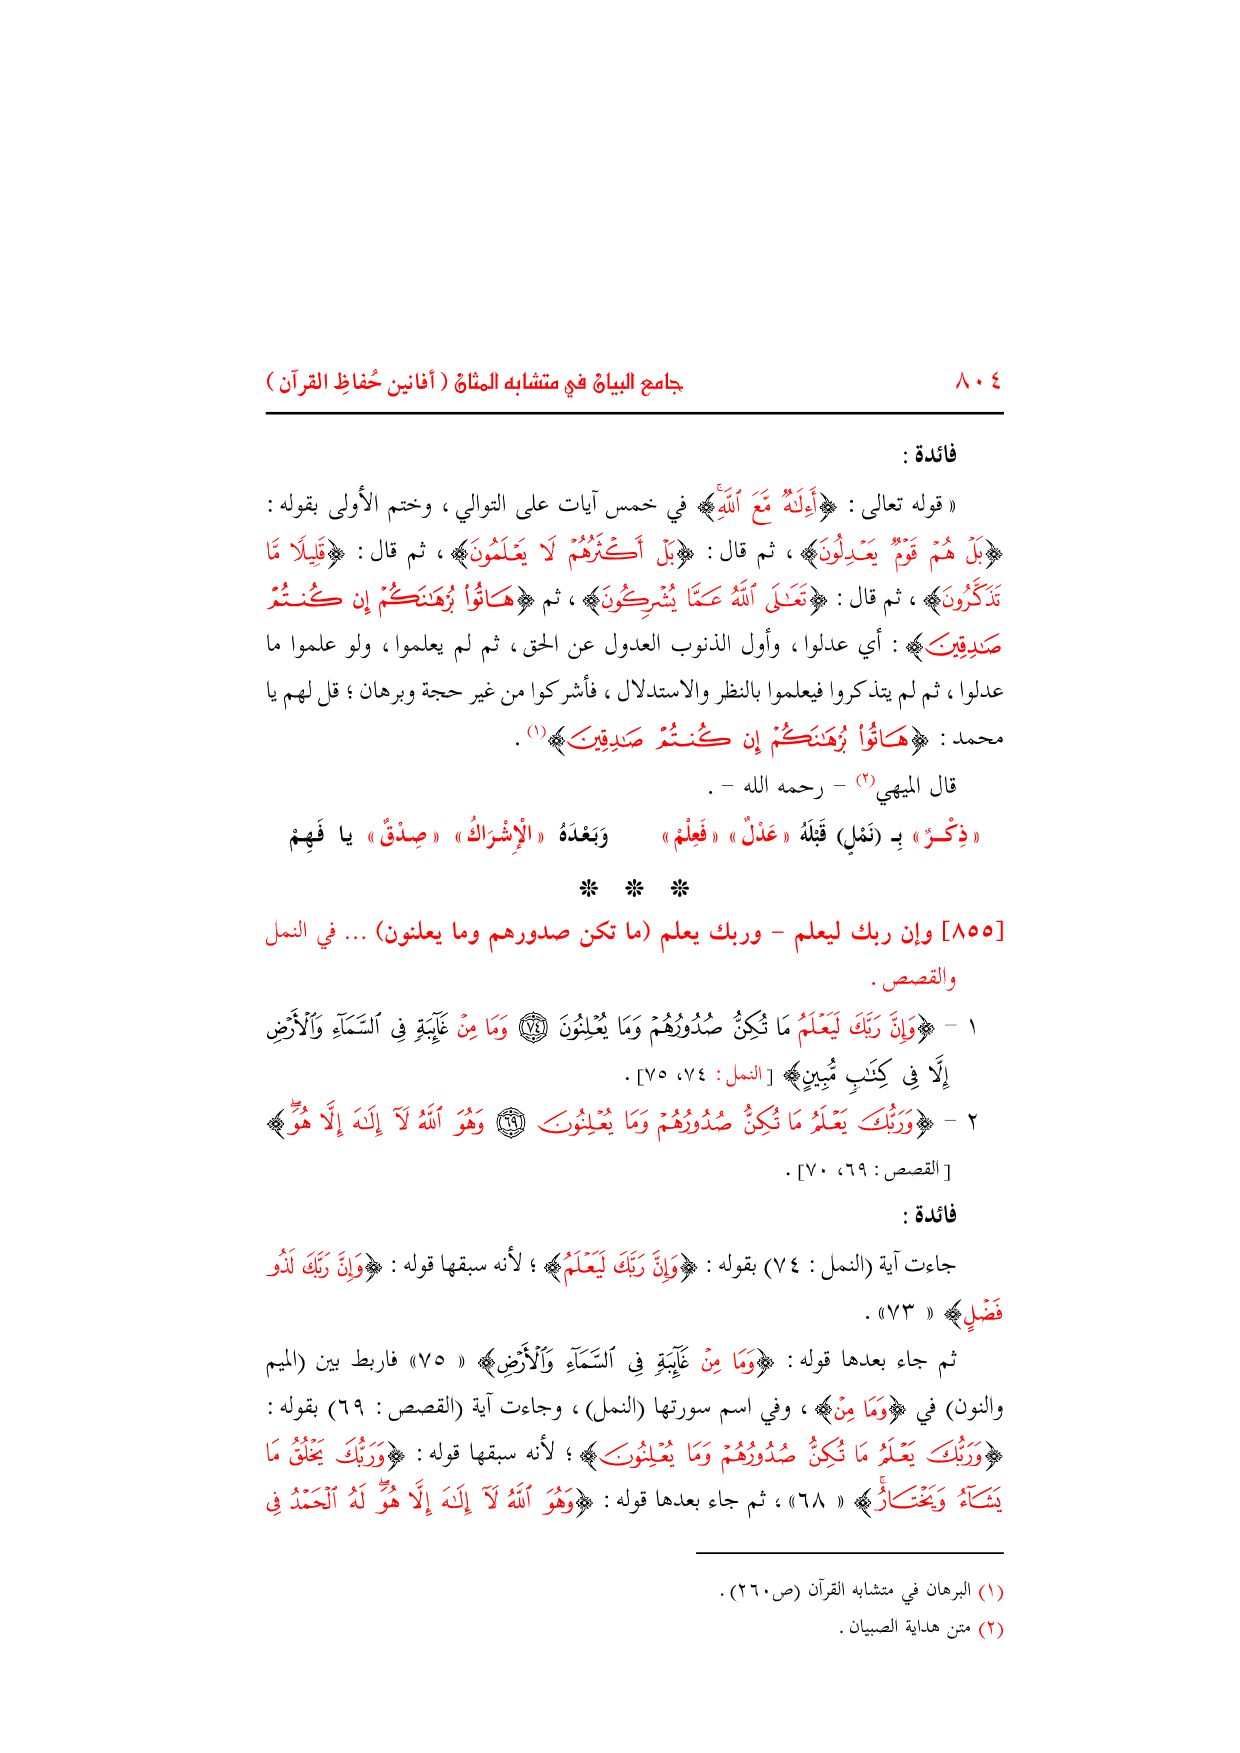 ٨٠٤ جامع البيان في متشابه المثان ( أفانين حُفاظِ القرآن )
فائدة :
« قوله تعالى : ﴿أَءِلَـٰهٌ مَّعَ ٱللَّهِۚ﴾ في خمس آيات على التوالي ، وختم الأولى بقوله :
﴿بَلْ هُمْ قَوْمٌ يَعْدِلُونَ﴾ ، ثم قال : ﴿بَلْ أَكْثَرُهُمْ لَا يَعْلَمُونَ﴾ ، ثم قال : ﴿قَلِيلًا مَّا
تَذَكَّرُونَ﴾ ، ثم قال : ﴿تَعَـٰلَى ٱللَّهُ عَمَّا يُشْرِكُونَ﴾ ، ثم ﴿هَاتُوا۟ بُرْهَـٰنَكُمْ إِن كُنتُمْ
صَـٰدِقِينَ﴾ : أي عدلوا ، وأول الذنوب العدول عن الحق ، ثم لم يعلموا ، ولو علموا ما
عدلوا ، ثم لم يتذكروا فيعلموا بالنظر والاستدلال ، فأشركوا من غير حجة وبرهان ؛ قل لهم يا
محمد : ﴿هَاتُوا۟ بُرْهَـٰنَكُمْ إِن كُنتُمْ صَـٰدِقِينَ﴾(١) .
قال الميهي(٢) – رحمه الله – .
« ذِكْـرٌ » بِـ (نَمْلٍ) قَبْلَهُ « عَدْلٌ » « فَعِلْمْ » وَبَعْدَهُ « الْإِشْرَاكُ » « صِدْقٌ » يا فَـهِـمْ
* * *
[٨٥٥] وإن ربك ليعلم – وربك يعلم (ما تكن صدورهم وما يعلنون) ... في النمل
والقصص .
١ – ﴿وَإِنَّ رَبَّكَ لَيَعْلَمُ مَا تُكِنُّ صُدُورُهُمْ وَمَا يُعْلِنُونَ ۝٧٤ وَمَا مِنْ غَآئِبَةٍ فِى ٱلسَّمَآءِ وَٱلْأَرْضِ
إِلَّا فِى كِتَـٰبٍ مُّبِينٍ﴾ [ النمل : ٧٤، ٧٥] .
٢ – ﴿وَرَبُّكَ يَعْلَمُ مَا تُكِنُّ صُدُورُهُمْ وَمَا يُعْلِنُونَ ۝٦٩ وَهُوَ ٱللَّهُ لَآ إِلَـٰهَ إِلَّا هُوَۖ﴾
[ القصص : ٦٩، ٧٠] .
فائدة :
جاءت آية (النمل : ٧٤) بقوله : ﴿وَإِنَّ رَبَّكَ لَيَعْلَمُ﴾ ؛ لأنه سبقها قوله : ﴿وَإِنَّ رَبَّكَ لَذُو
فَضْلٍ﴾ « ٧٣» .
ثم جاء بعدها قوله : ﴿وَمَا مِنْ غَآئِبَةٍ فِى ٱلسَّمَآءِ وَٱلْأَرْضِ﴾ « ٧٥» فاربط بين (الميم
والنون) في ﴿وَمَا مِنْ﴾ ، وفي اسم سورتها (النمل) ، وجاءت آية (القصص : ٦٩) بقوله :
﴿وَرَبُّكَ يَعْلَمُ مَا تُكِنُّ صُدُورُهُمْ وَمَا يُعْلِنُونَ﴾ ؛ لأنه سبقها قوله : ﴿وَرَبُّكَ يَخْلُقُ مَا
يَشَآءُ وَيَخْتَارُۗ﴾ « ٦٨» ، ثم جاء بعدها قوله : ﴿وَهُوَ ٱللَّهُ لَآ إِلَـٰهَ إِلَّا هُوَۖ لَهُ ٱلْحَمْدُ فِى
(١) البرهان في متشابه القرآن (ص٢٦٠) .
(٢) متن هداية الصبيان .